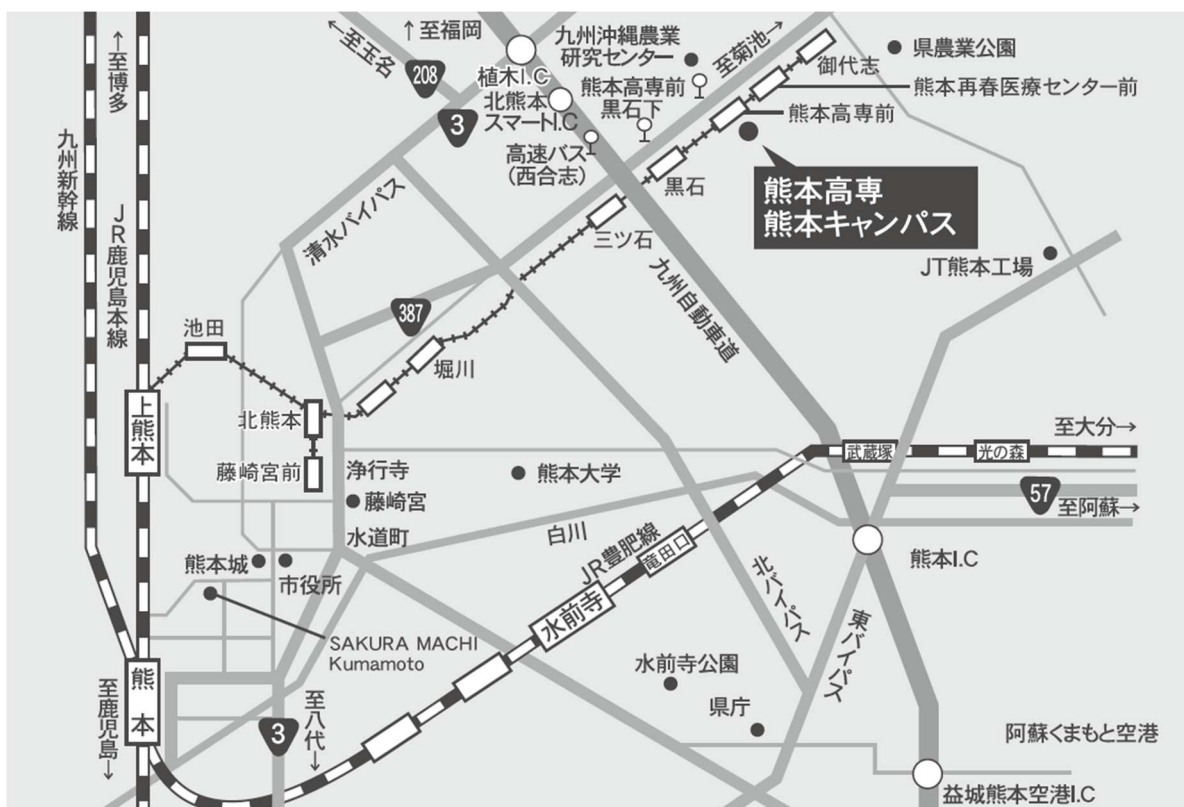 ←至玉名
↑至福岡
208
植木I.C
北熊本
スマートI.C
3
九州沖縄農業
研究センター
熊本高専前
黒石下
高速バス
(西合志)
至菊池→
御代志
県農業公園
熊本再春医療センター前
熊本高専前
熊本高専
熊本キャンパス
黒石
三ツ石
JT熊本工場
↑至博多
九州新幹線
JR鹿児島本線
清水バイパス
387
九州自動車道
池田
堀川
上熊本
北熊本
藤崎宮前
浄行寺
藤崎宮
熊本大学
武蔵塚
光の森
至大分→
57
至阿蘇→
水道町
白川
JR豊肥線
竜田口
熊本城
市役所
熊本I.C
北バイパス
東バイパス
水前寺
SAKURA MACHI
Kumamoto
水前寺公園
県庁
熊本
至鹿児島→
3
至八代→
阿蘇くまもと空港
益城熊本空港I.C